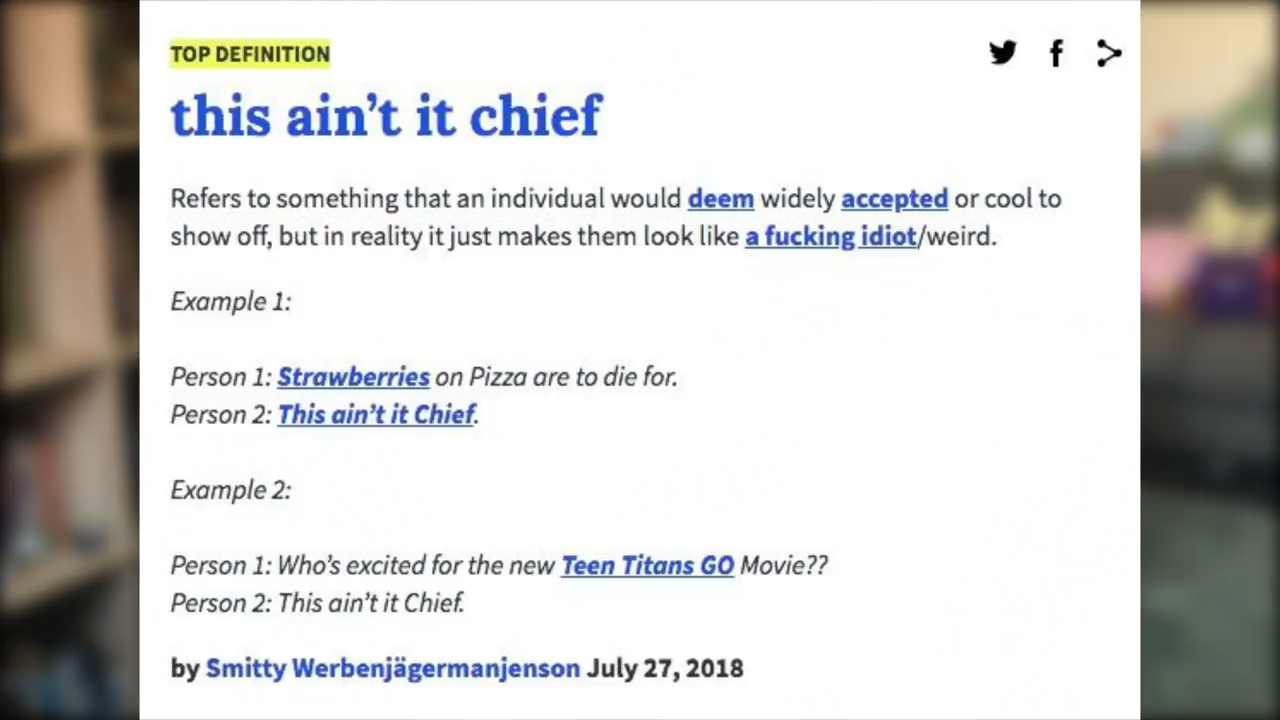 TOP DEFINITION
this ain't it chief
Refers to something that an individual would deem widely accepted or cool to
show off, but in reality it just makes them look like a fucking idiot/weird.
Example 1:
Person 1: Strawberries on Pizza are to die for.
Person 2: This ain't it Chief.
Example 2:
Person 1: Who's excited for the new Teen Titans GO Movie??
Person 2: This ain't it Chief.
by Smitty Werbenjägermanjenson July 27, 2018